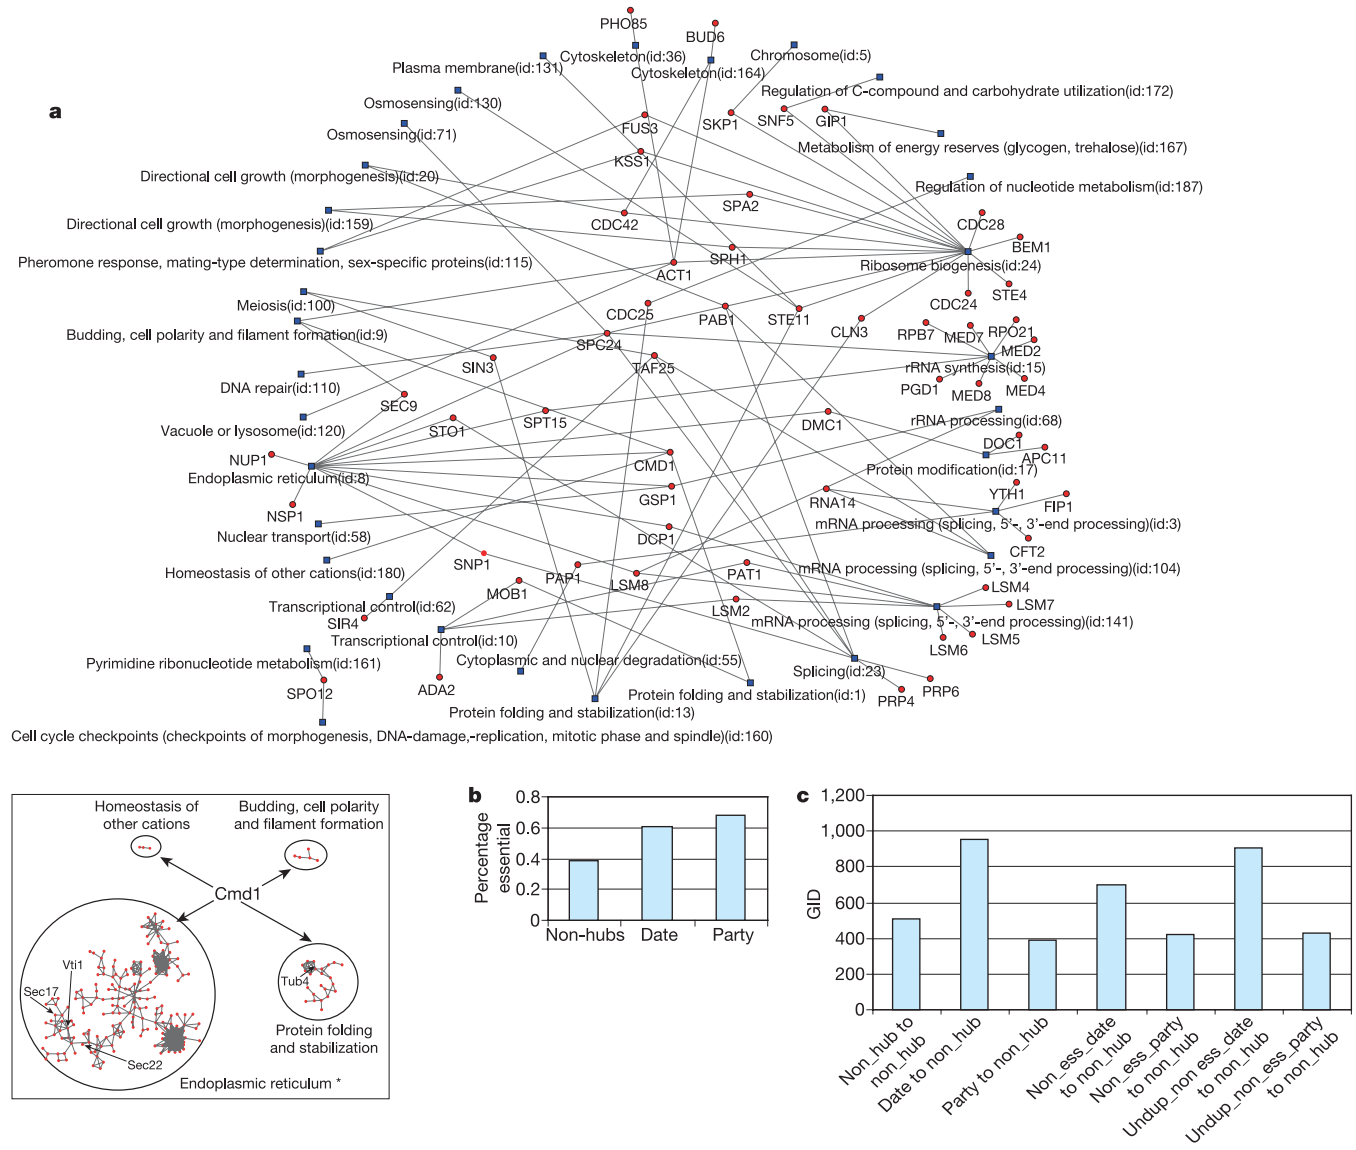 a
PHO85
BUD6
Cytoskeleton(id:36)
Chromosome(id:5)
Plasma membrane(id:131)
Cytoskeleton(id:164)
Regulation of C-compound and carbohydrate utilization(id:172)
Osmosensing(id:130)
SKP1
SNF5
GIP1
FUS3
Osmosensing(id:71)
Metabolism of energy reserves (glycogen, trehalose)(id:167)
KSS1
Directional cell growth (morphogenesis)(id:20)
Regulation of nucleotide metabolism(id:187)
SPA2
Directional cell growth (morphogenesis)(id:159)
CDC42
CDC28
BEM1
SPH1
Pheromone response, mating-type determination, sex-specific proteins(id:115)
ACT1
Ribosome biogenesis(id:24)
STE4
CDC24
Meiosis(id:100)
CDC25
PAB1
STE11
CLN3
RPB7
MED7
RPO21
Budding, cell polarity and filament formation(id:9)
SPC24
MED2
SIN3
TAF25
rRNA synthesis(id:15)
DNA repair(id:110)
PGD1
MED8
MED4
SEC9
Vacuole or lysosome(id:120)
STO1
SPT15
DMC1
rRNA processing(id:68)
DOC1
APC11
NUP1
CMD1
Protein modification(id:17)
Endoplasmic reticulum(id:8)
GSP1
RNA14
YTH1
FIP1
NSP1
mRNA processing (splicing, 5'-, 3'-end processing)(id:3)
Nuclear transport(id:58)
DCP1
CFT2
SNP1
Homeostasis of other cations(id:180)
PAP1
LSM8
PAT1
mRNA processing (splicing, 5'-, 3'-end processing)(id:104)
MOB1
LSM4
Transcriptional control(id:62)
LSM2
LSM7
SIR4
mRNA processing (splicing, 5'-, 3'-end processing)(id:141)
Transcriptional control(id:10)
LSM5
LSM6
Pyrimidine ribonucleotide metabolism(id:161)
Cytoplasmic and nuclear degradation(id:55)
Splicing(id:23)
SPO12
ADA2
Protein folding and stabilization(id:1)
PRP6
PRP4
Protein folding and stabilization(id:13)
Cell cycle checkpoints (checkpoints of morphogenesis, DNA-damage,-replication, mitotic phase and spindle)(id:160)
Homeostasis of
other cations
Budding, cell polarity
and filament formation
Cmd1
Vti1
Sec17
Sec22
Tub4
Protein folding
and stabilization
Endoplasmic reticulum *
b
Percentage
essential
0.8
0.6
0.4
0.2
0
Non-hubs
Date
Party
c
GID
1,200
1,000
800
600
400
200
0
Non_hub to
non_hub
Date to non_hub
Party to non_hub
Non_ess_date
to non_hub
Non_ess_party
to non_hub
Undup_non ess_date
to non_hub
Undup_non_ess_party
to non_hub